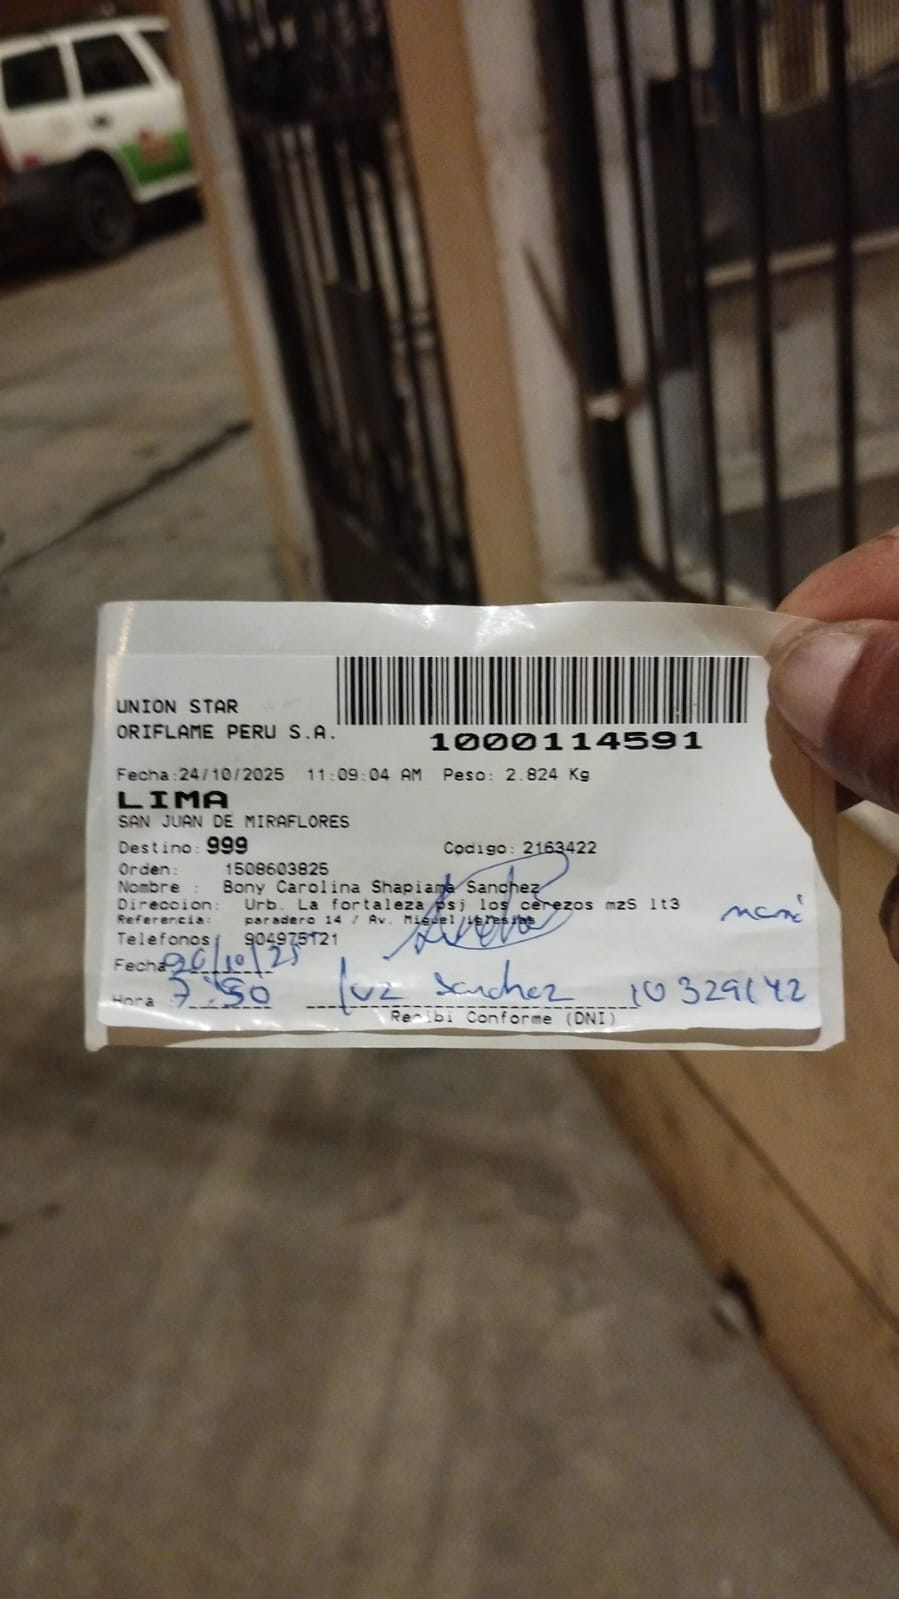 UNION STAR
ORIFLAME PERU S.A.
1000114591
Fecha:24/10/2025 11:09:04 AM Peso: 2.824 Kg
LIMA
SAN JUAN DE MIRAFLORES
Destino: 999 Codigo: 2163422
Orden: 1508603825
Nombre : Bony Carolina Shapiama Sanchez
Direccion: Urb. La fortaleza psj los cerezos mzS lt3
Referencia: paradero 14 / Av. Miguel iglesias
Telefonos 904975121
Fecha 26/10/25
Hora 7:50 luz Sanchez 10329142
Recibi Conforme (DNI)